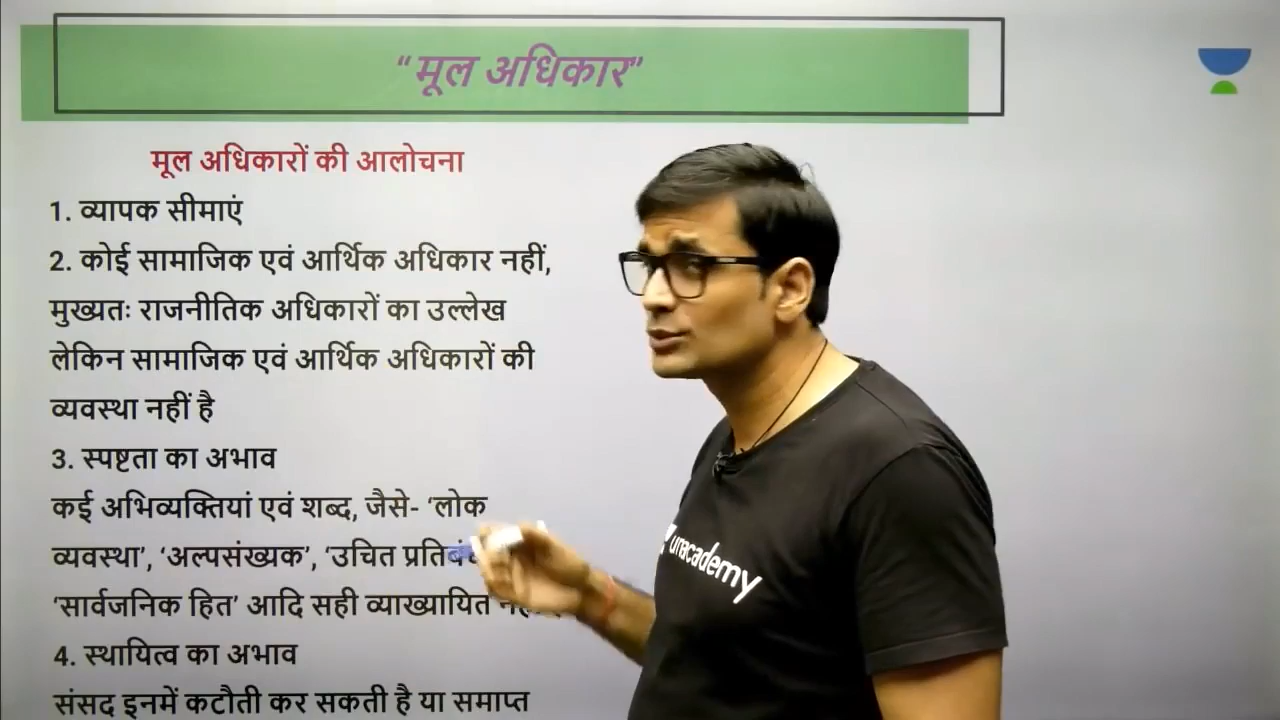 “मूल अधिकार”
मूल अधिकारों की आलोचना
1. व्यापक सीमाएं
2. कोई सामाजिक एवं आर्थिक अधिकार नहीं,
मुख्यतः राजनीतिक अधिकारों का उल्लेख
लेकिन सामाजिक एवं आर्थिक अधिकारों की
व्यवस्था नहीं है
3. स्पष्टता का अभाव
कई अभिव्यक्तियां एवं शब्द, जैसे- ‘लोक
व्यवस्था’, ‘अल्पसंख्यक’, ‘उचित
‘सार्वजनिक हित’ आदि सही व्याख्यायित
4. स्थायित्व का अभाव
संसद इनमें कटौती कर सकती है या समाप्त
unacademy